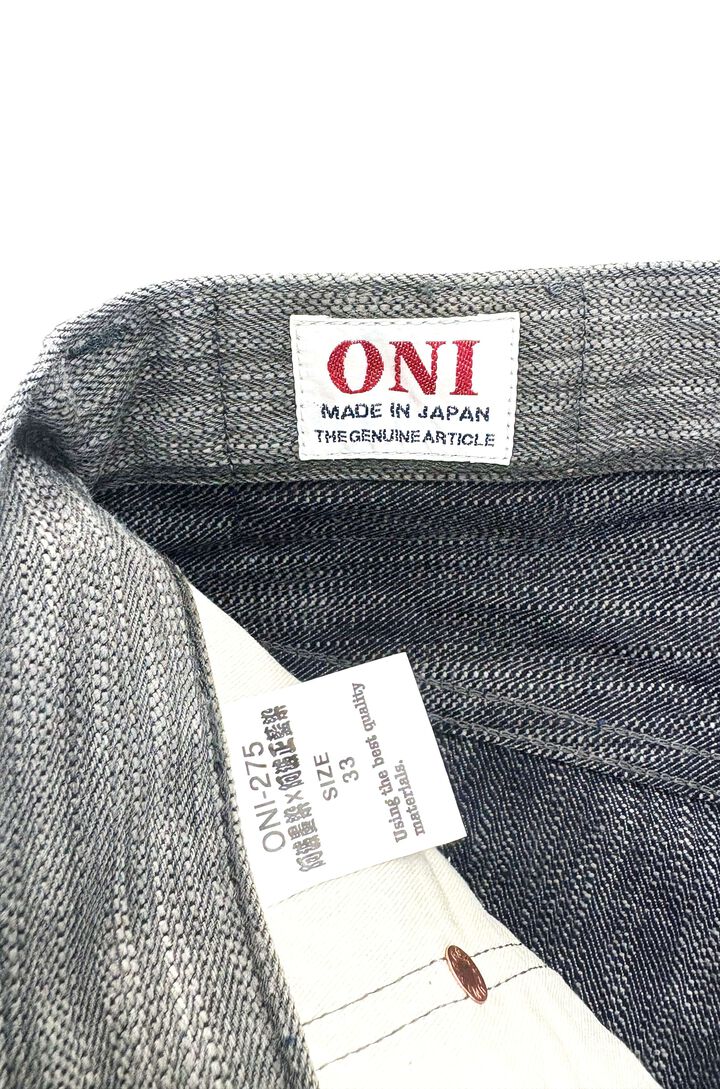 ONI
MADE IN JAPAN
THE GENUINE ARTICLE
ONI-275
SIZE
33
Using the best quality
materials.